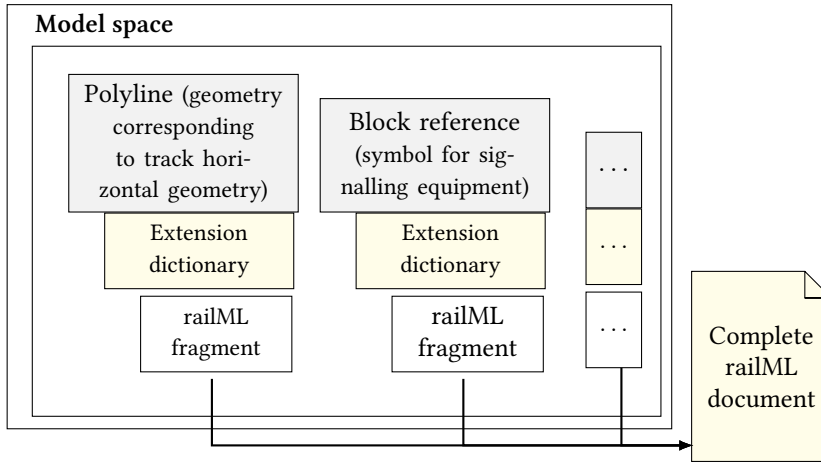 Model space
Polyline (geometry
corresponding
to track hori-
zontal geometry)
Extension
dictionary
railML
fragment
Block reference
(symbol for sig-
nalling equipment)
Extension
dictionary
railML
fragment
. . .
. . .
. . .
Complete
railML
document